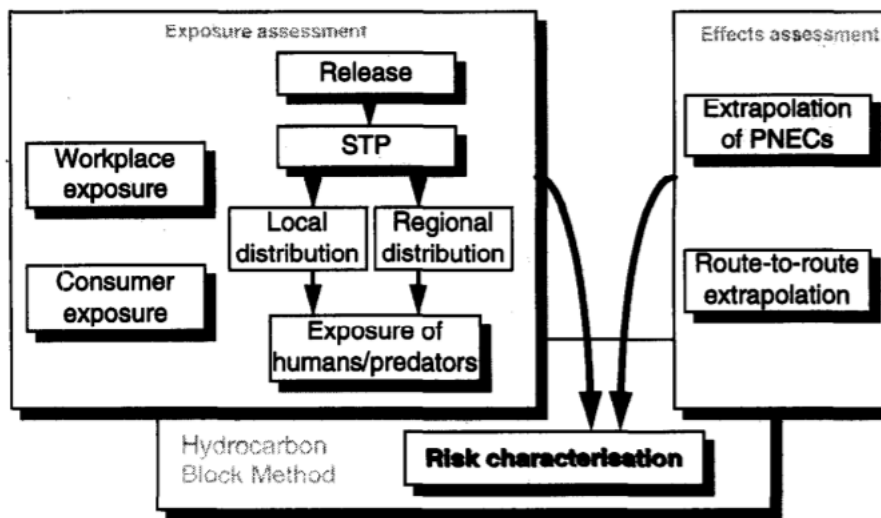 Exposure assessment
Release
STP
Workplace
exposure
Local
distribution
Regional
distribution
Consumer
exposure
Exposure of
humans/predators
Effects assessment
Extrapolation
of PNECs
Route-to-route
extrapolation
Hydrocarbon
Block Method
Risk characterisation